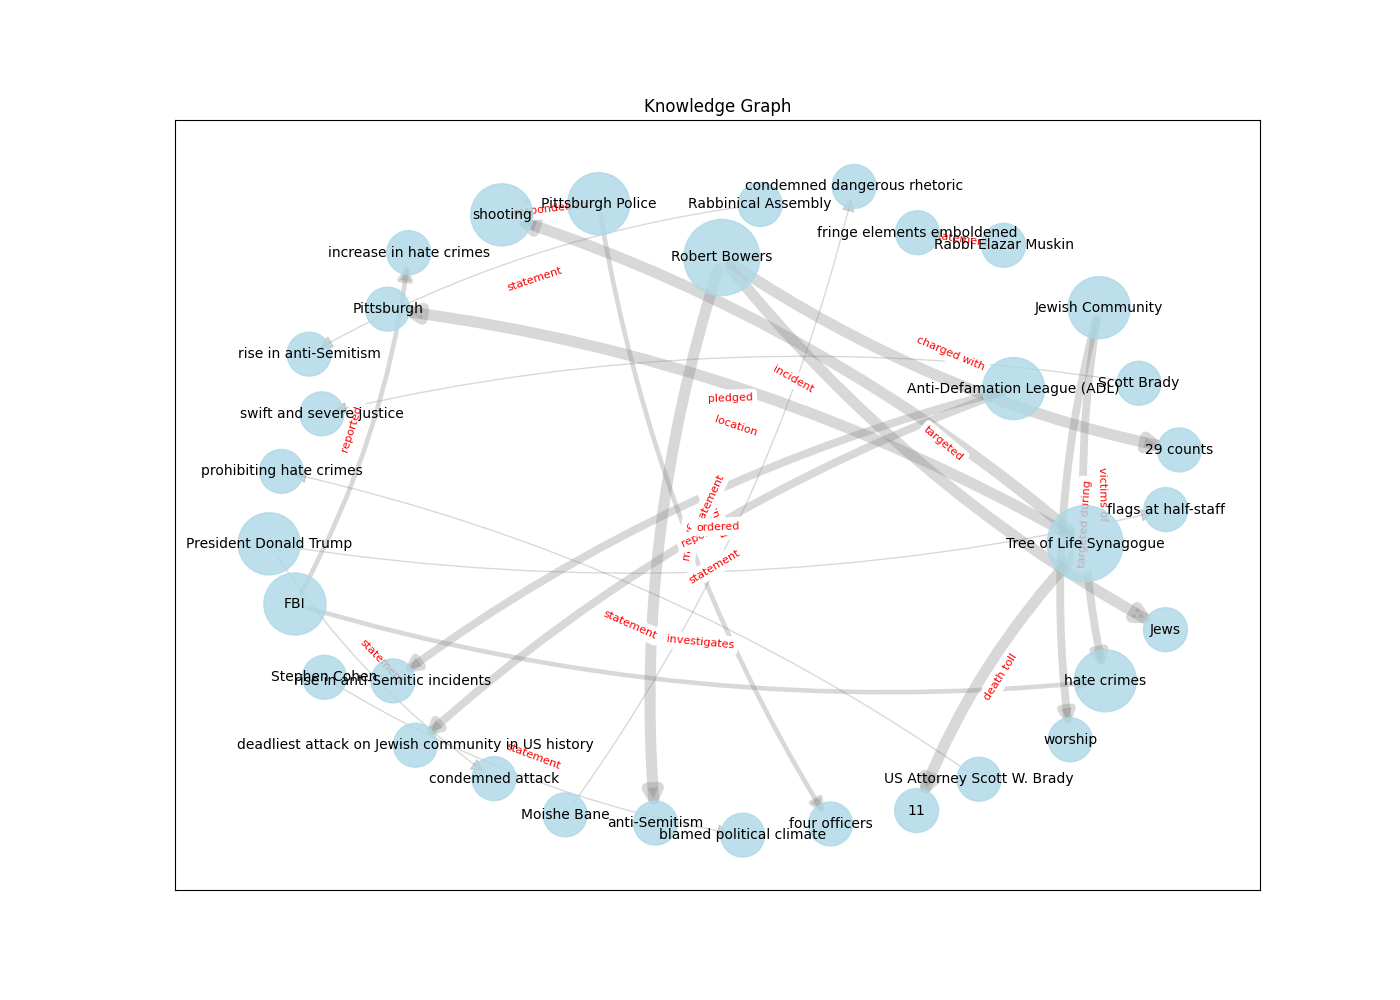 Knowledge Graph
condemned dangerous rhetoric
shooting
Pittsburgh Police
Rabbinical Assembly
fringe elements emboldened
Rabbi Elazar Muskin
increase in hate crimes
Robert Bowers
statement
Pittsburgh
Jewish Community
rise in anti-Semitism
charged with
incident
Anti-Defamation League (ADL)
Scott Brady
pledged
swift and severe justice
location
reported
targeted
29 counts
prohibiting hate crimes
victims of
flags at half-staff
targeted during
ordered
President Donald Trump
Tree of Life Synagogue
statement
FBI
statement
investigates
Jews
Stephen Cohen
rise in anti-Semitic incidents
death toll
hate crimes
deadliest attack on Jewish community in US history
statement
worship
condemned attack
US Attorney Scott W. Brady
Moishe Bane
anti-Semitism
blamed political climate
four officers
11